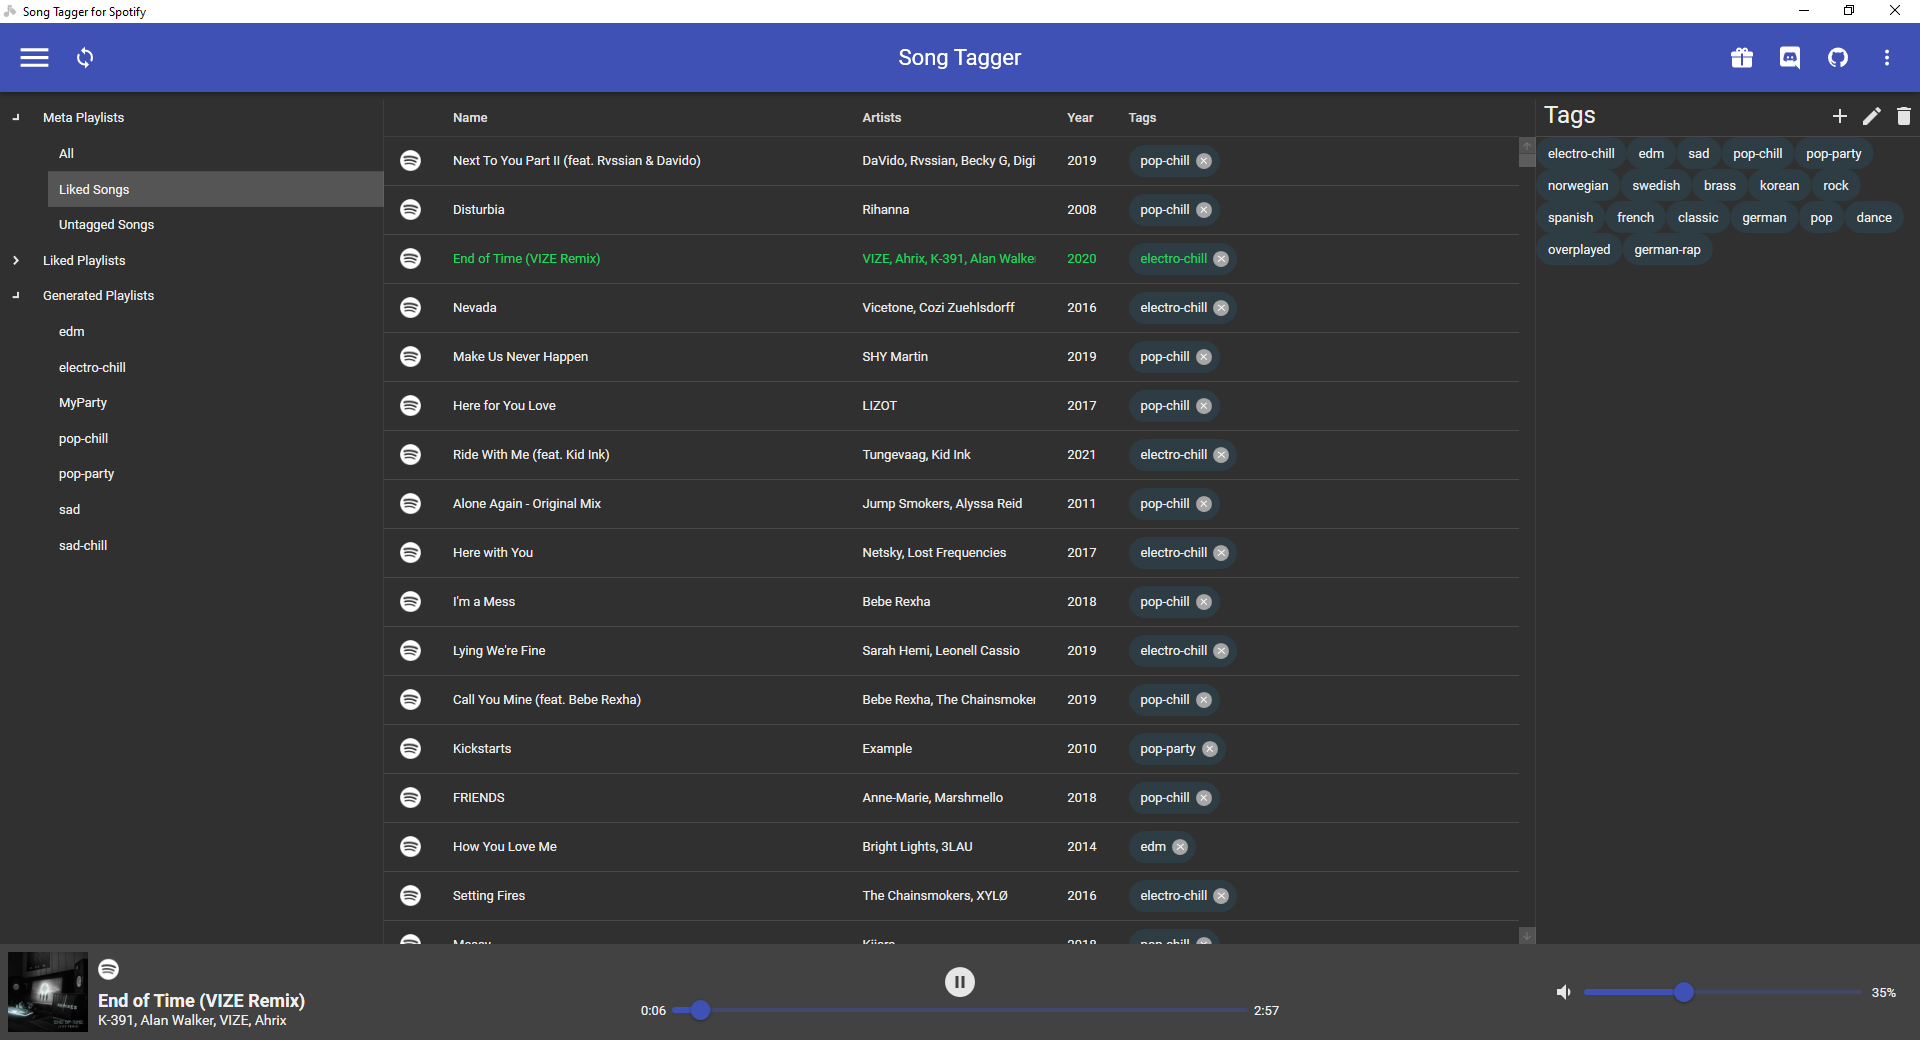 Song Tagger for Spotify
Song Tagger
Meta Playlists
All
Liked Songs
Untagged Songs
Liked Playlists
Generated Playlists
edm
electro-chill
MyParty
pop-chill
pop-party
sad
sad-chill
Name Artists Year Tags
Next To You Part II (feat. Rvssian & Davido) DaVido, Rvssian, Becky G, Digi 2019 pop-chill
Disturbia Rihanna 2008 pop-chill
End of Time (VIZE Remix) VIZE, Ahrix, K-391, Alan Walke 2020 electro-chill
Nevada Vicetone, Cozi Zuehlsdorff 2016 electro-chill
Make Us Never Happen SHY Martin 2019 pop-chill
Here for You Love LIZOT 2017 pop-chill
Ride With Me (feat. Kid Ink) Tungevaag, Kid Ink 2021 electro-chill
Alone Again - Original Mix Jump Smokers, Alyssa Reid 2011 pop-chill
Here with You Netsky, Lost Frequencies 2017 electro-chill
I'm a Mess Bebe Rexha 2018 pop-chill
Lying We're Fine Sarah Hemi, Leonell Cassio 2019 electro-chill
Call You Mine (feat. Bebe Rexha) Bebe Rexha, The Chainsmoker 2019 pop-chill
Kickstarts Example 2010 pop-party
FRIENDS Anne-Marie, Marshmello 2018 pop-chill
How You Love Me Bright Lights, 3LAU 2014 edm
Setting Fires The Chainsmokers, XYLØ 2016 electro-chill
Messy Kiiara 2018 pop-chill
Tags
electro-chill edm sad pop-chill pop-party
norwegian swedish brass korean rock
spanish french classic german pop dance
overplayed german-rap
End of Time (VIZE Remix)
K-391, Alan Walker, VIZE, Ahrix
0:06 2:57
35%